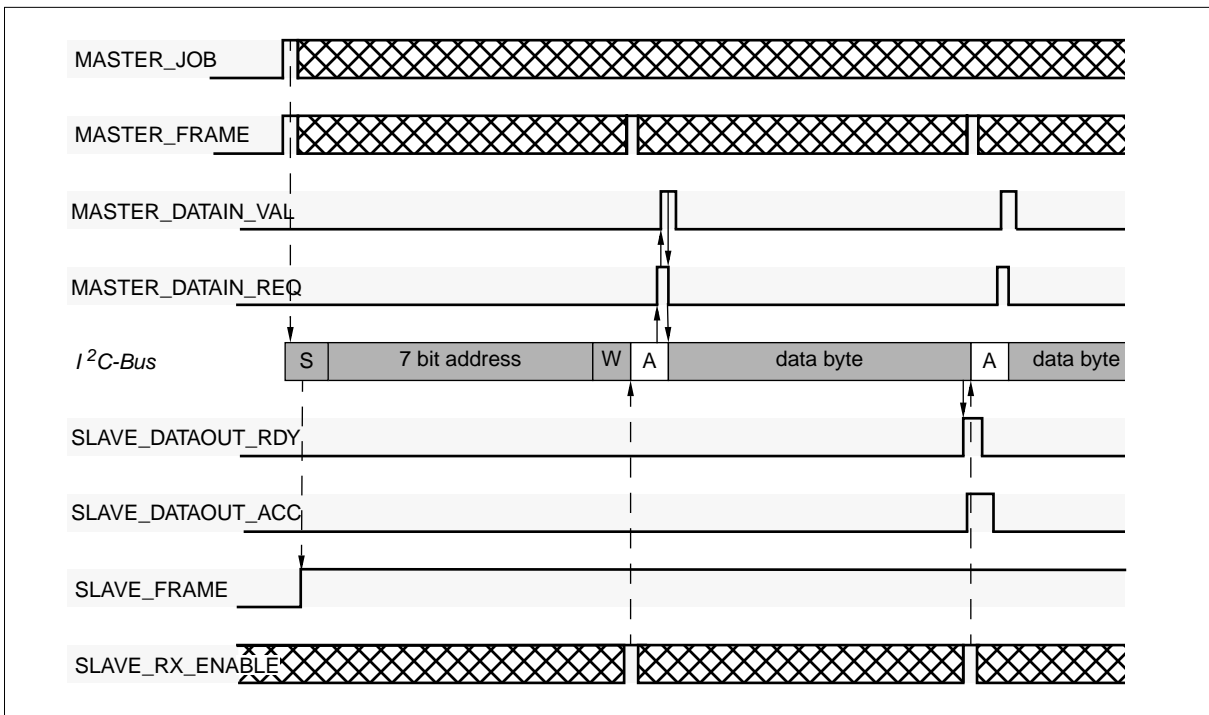 MASTER_JOB
MASTER_FRAME
MASTER_DATAIN_VAL
MASTER_DATAIN_REQ
I²C-Bus S 7 bit address W A data byte A data byte
SLAVE_DATAOUT_RDY
SLAVE_DATAOUT_ACC
SLAVE_FRAME
SLAVE_RX_ENABLE